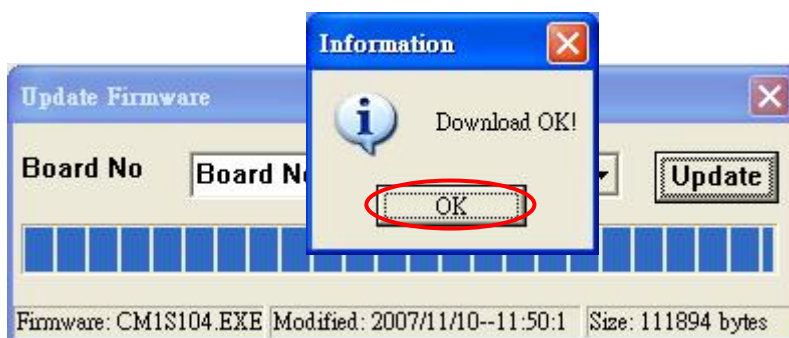 Information
Download OK!
OK
Update Firmware
Board No
Board
Update
Firmware: CM1S104.EXE Modified: 2007/11/10--11:50:1 Size: 111894 bytes